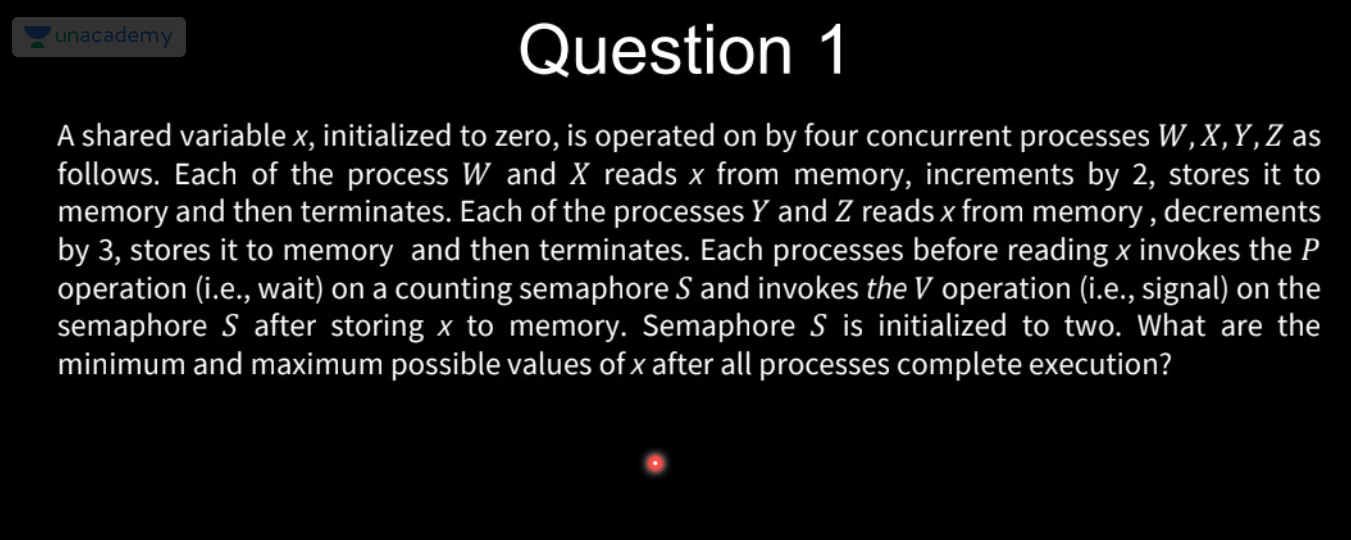 unacademy
Question 1
A shared variable x, initialized to zero, is operated on by four concurrent processes W, X, Y, Z as
follows. Each of the process W and X reads x from memory, increments by 2, stores it to
memory and then terminates. Each of the processes Y and Z reads x from memory , decrements
by 3, stores it to memory and then terminates. Each processes before reading x invokes the P
operation (i.e., wait) on a counting semaphore S and invokes the V operation (i.e., signal) on the
semaphore S after storing x to memory. Semaphore S is initialized to two. What are the
minimum and maximum possible values of x after all processes complete execution?